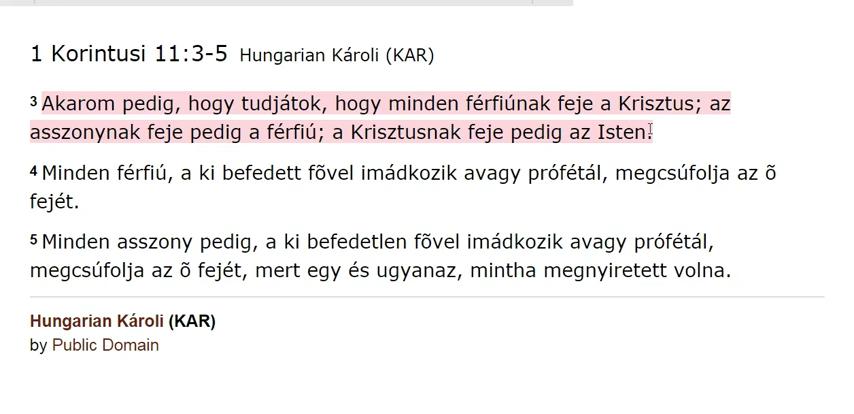 1 Korintusi 11:3-5 Hungarian Károli (KAR)
3 Akarom pedig, hogy tudjátok, hogy minden férfiúnak feje a Krisztus; az
asszonynak feje pedig a férfiú; a Krisztusnak feje pedig az Isten.
4 Minden férfiú, a ki befedett fõvel imádkozik avagy prófétál, megcsúfolja az õ
fejét.
5 Minden asszony pedig, a ki befedetlen fõvel imádkozik avagy prófétál,
megcsúfolja az õ fejét, mert egy és ugyanaz, mintha megnyiretett volna.
Hungarian Károli (KAR)
by Public Domain